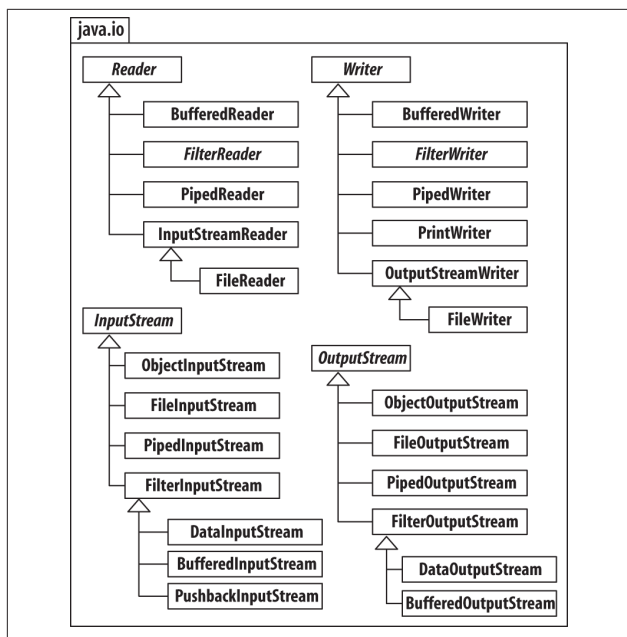 java.io
Reader
BufferedReader
FilterReader
PipedReader
InputStreamReader
FileReader
Writer
BufferedWriter
FilterWriter
PipedWriter
PrintWriter
OutputStreamWriter
FileWriter
InputStream
ObjectInputStream
FileInputStream
PipedInputStream
FilterInputStream
DataInputStream
BufferedInputStream
PushbackInputStream
OutputStream
ObjectOutputStream
FileOutputStream
PipedOutputStream
FilterOutputStream
DataOutputStream
BufferedOutputStream